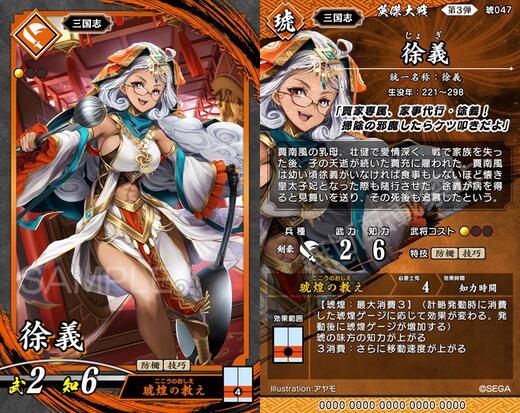 三国志
SAMPLE
徐義
防柵 技巧
武2 知6
こころのおしえ
琥煌の教え
4
琥
三国志
英傑大戦 第3弾 琥047
じょぎ
徐義
統一名称：徐義
生没年：221～298
「賈家専属、家事代行・徐義！
掃除の邪魔したらケツ叩きだよ」
賈南風の乳母。壮健で愛情深く、戦で家族を失っ
た後、子の夭逝が続いた賈充に雇われた。賈南風
は幼い頃徐義がいなければ食事もしないほど懐き
皇太子妃となった際も随行させた。徐義が病を得
ると見舞いを送り、その死後も追慕したという。
兵種 武力 知力 武将コスト
剣豪 2 6
特技 防柵 技巧
こころのおしえ 必要士気 効果時間
琥煌の教え 4 知力時間
効果範囲
【琥煌：最大消費３】（計略発動時に消費
した琥煌ゲージに応じて効果が変わる。発
動後に琥煌ゲージが増加する）
琥の味方の知力が上がる
３消費：さらに移動速度が上がる
Illustration：アヤモ
©SEGA
0000 0000 0000 0000 0000